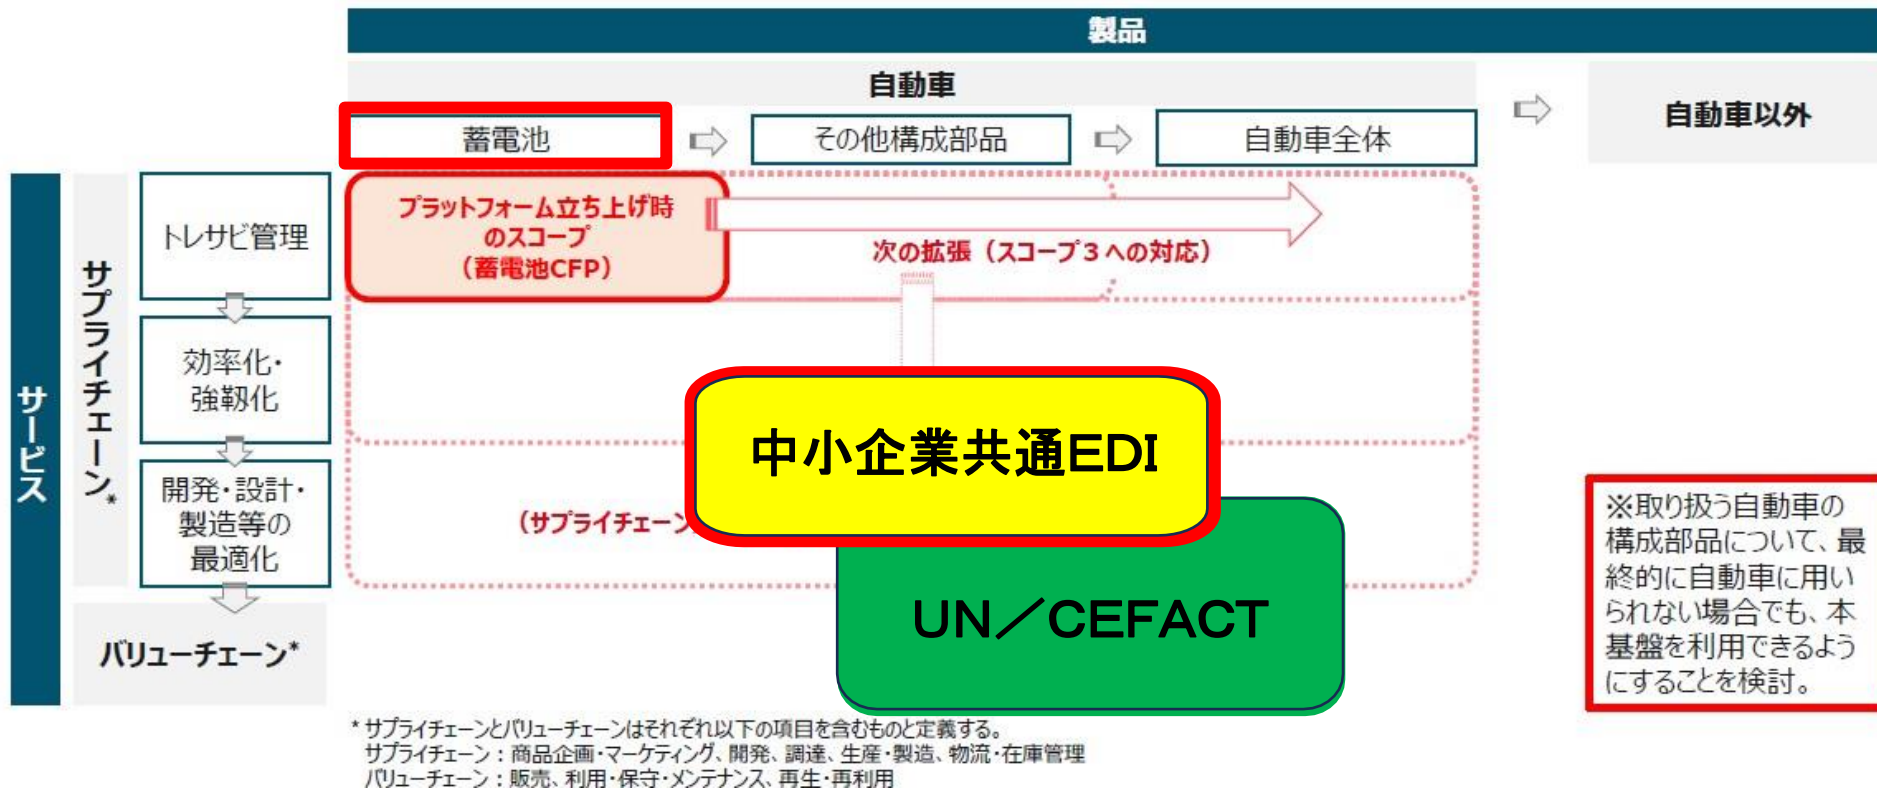 製品
自動車
自動車以外
蓄電池
その他構成部品
自動車全体
サービス
サプライチェーン*
トレサビ管理
プラットフォーム立ち上げ時
のスコープ
（蓄電池CFP）
次の拡張（スコープ３への対応）
効率化・
強靱化
中小企業共通EDI
開発・設計・
製造等の
最適化
（サプライチェーン
UN／CEFACT
※取り扱う自動車の
構成部品について、最
終的に自動車に用い
られない場合でも、本
基盤を利用できるよう
にすることを検討。
バリューチェーン*
* サプライチェーンとバリューチェーンはそれぞれ以下の項目を含むものと定義する。
サプライチェーン：商品企画・マーケティング、開発、調達、生産・製造、物流・在庫管理
バリューチェーン：販売、利用・保守・メンテナンス、再生・再利用